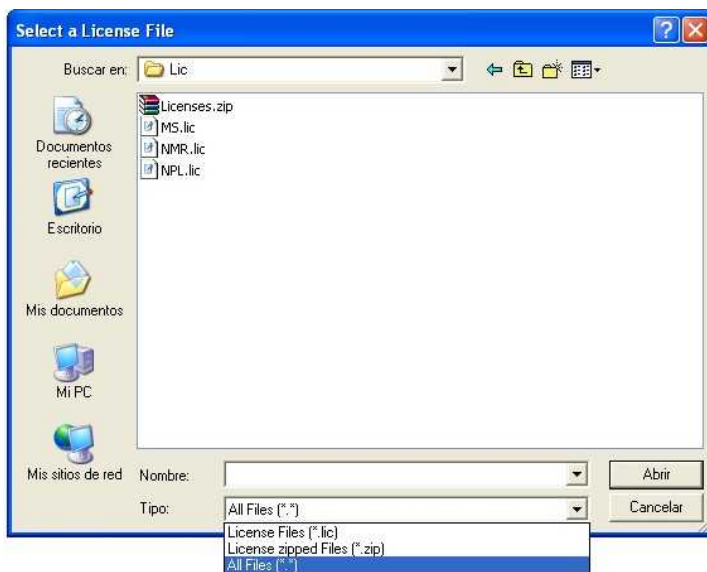 Select a License File
Buscar en: Lic
Licenses.zip
MS.lic
NMR.lic
NPL.lic
Documentos
recientes
Escritorio
Mis documentos
Mi PC
Mis sitios de red
Nombre:
Abrir
Tipo: All Files (*.*)
Cancelar
License Files (*.lic)
License zipped Files (*.zip)
All Files (*.*)